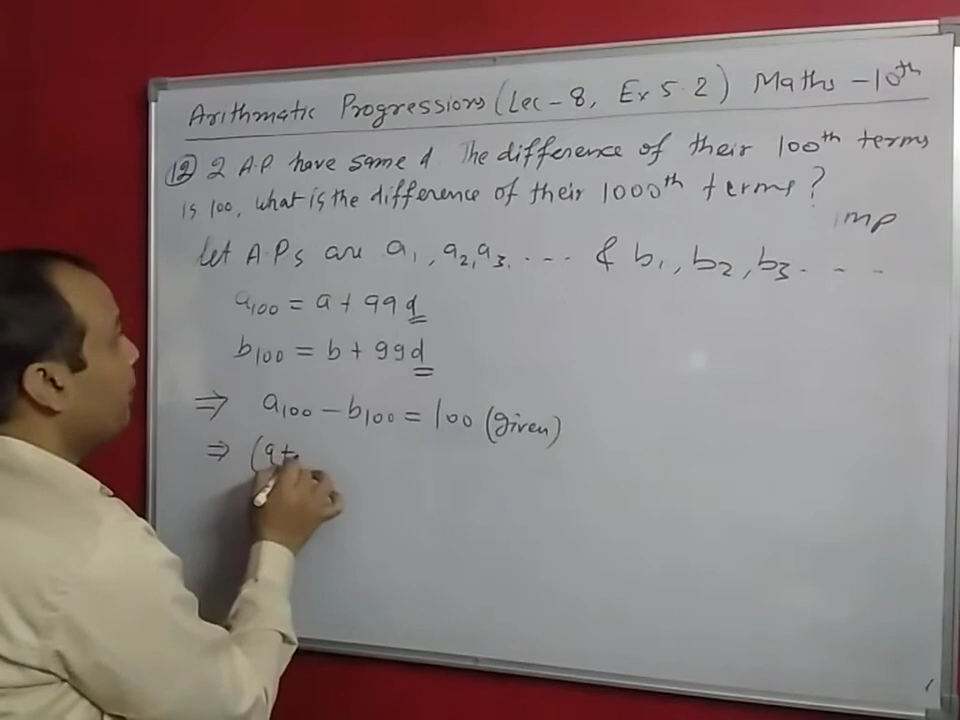 Arithmatic Progressions (Lec - 8, Ex 5.2) Maths - 10th
12 2 A.P have same d The difference of their 100th terms
is 100, what is the difference of their 1000th terms?
imp
Let A.Ps are a1, a2, a3, .... & b1, b2, b3 . . .
a100 = a + 99d
b100 = b + 99d
⇒ a100 - b100 = 100 (given)
⇒ (a+